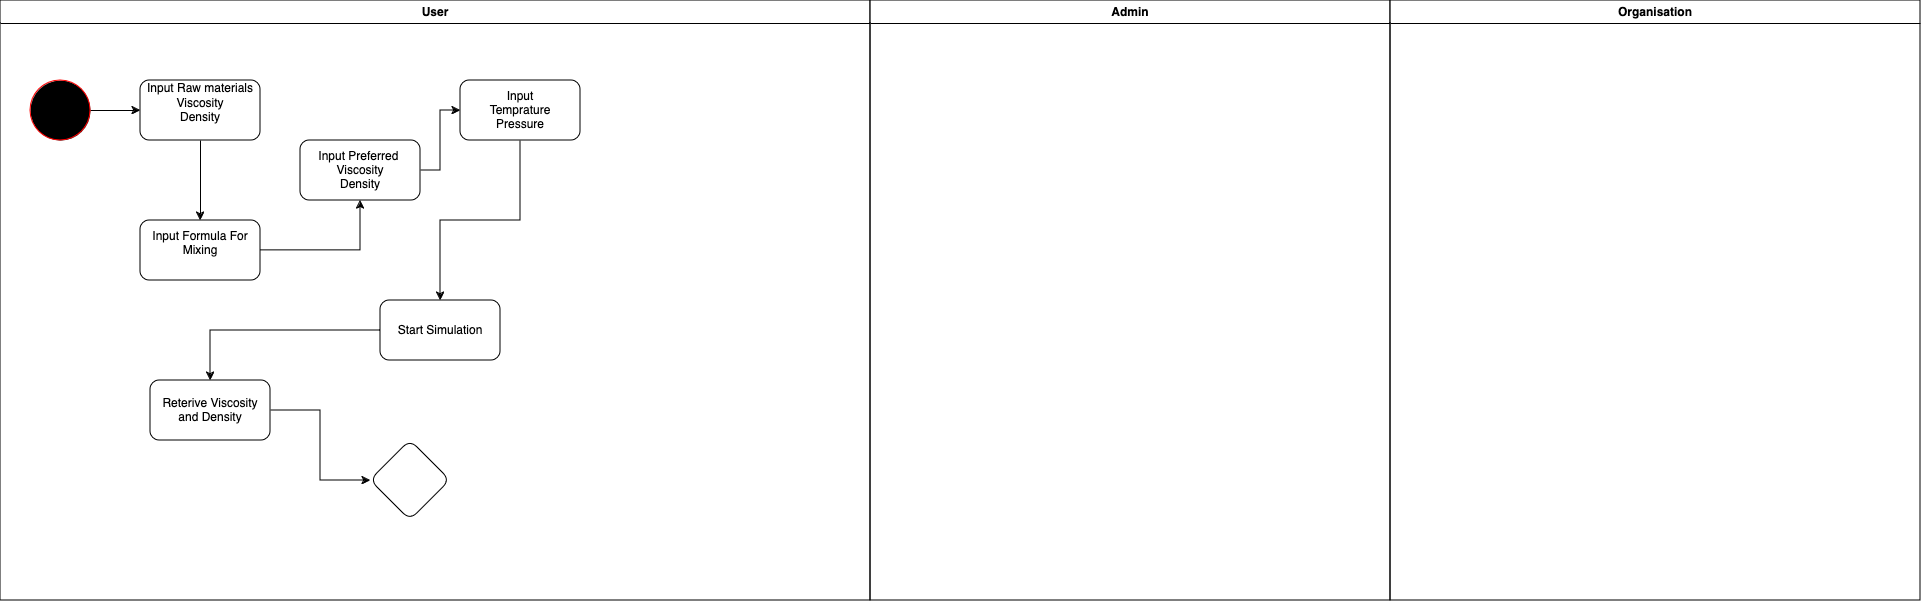 User
Admin
Organisation
Input Raw materials
Viscosity
Density
Input
Temprature
Pressure
Input Preferred
Viscosity
Density
Input Formula For
Mixing
Start Simulation
Reterive Viscosity
and Density